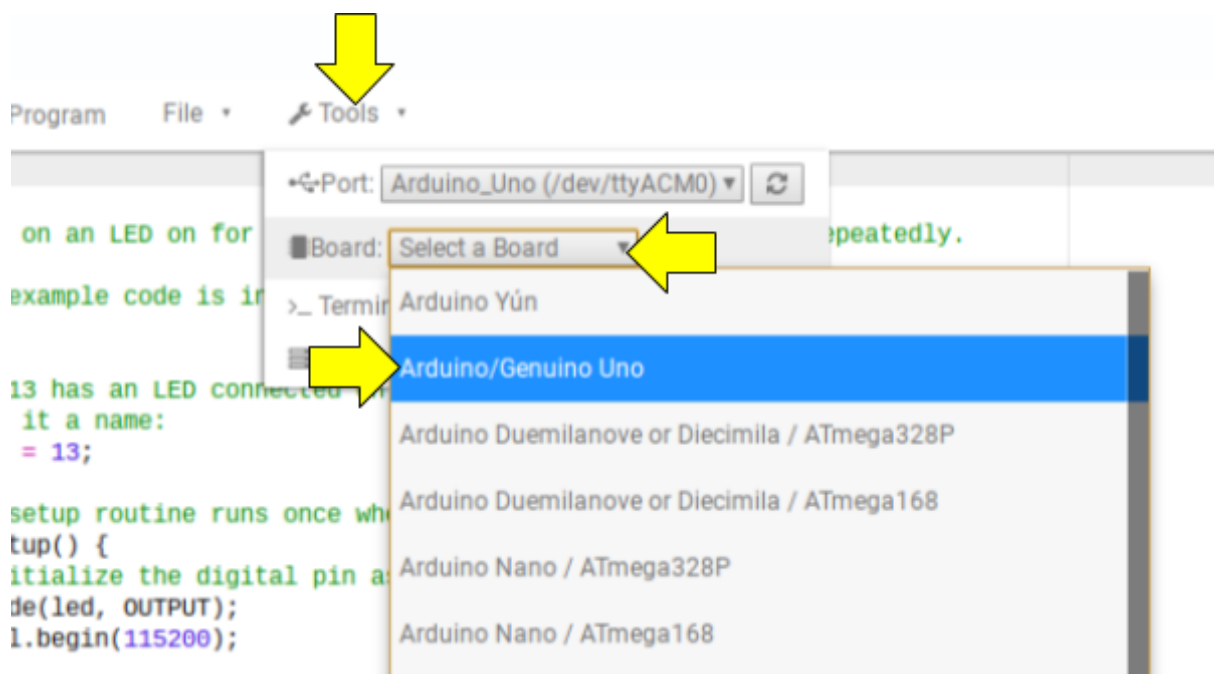 Program File Tools
Port: Arduino_Uno (/dev/ttyACM0)
on an LED on for
Board: Select a Board
epeatedly.
example code is in
>_ Termin
Arduino Yún
Arduino/Genuino Uno
13 has an LED connected
it a name:
= 13;
Arduino Duemilanove or Diecimila / ATmega328P
Arduino Duemilanove or Diecimila / ATmega168
setup routine runs once whe
tup() {
itialize the digital pin as
Arduino Nano / ATmega328P
de(led, OUTPUT);
l.begin(115200);
Arduino Nano / ATmega168